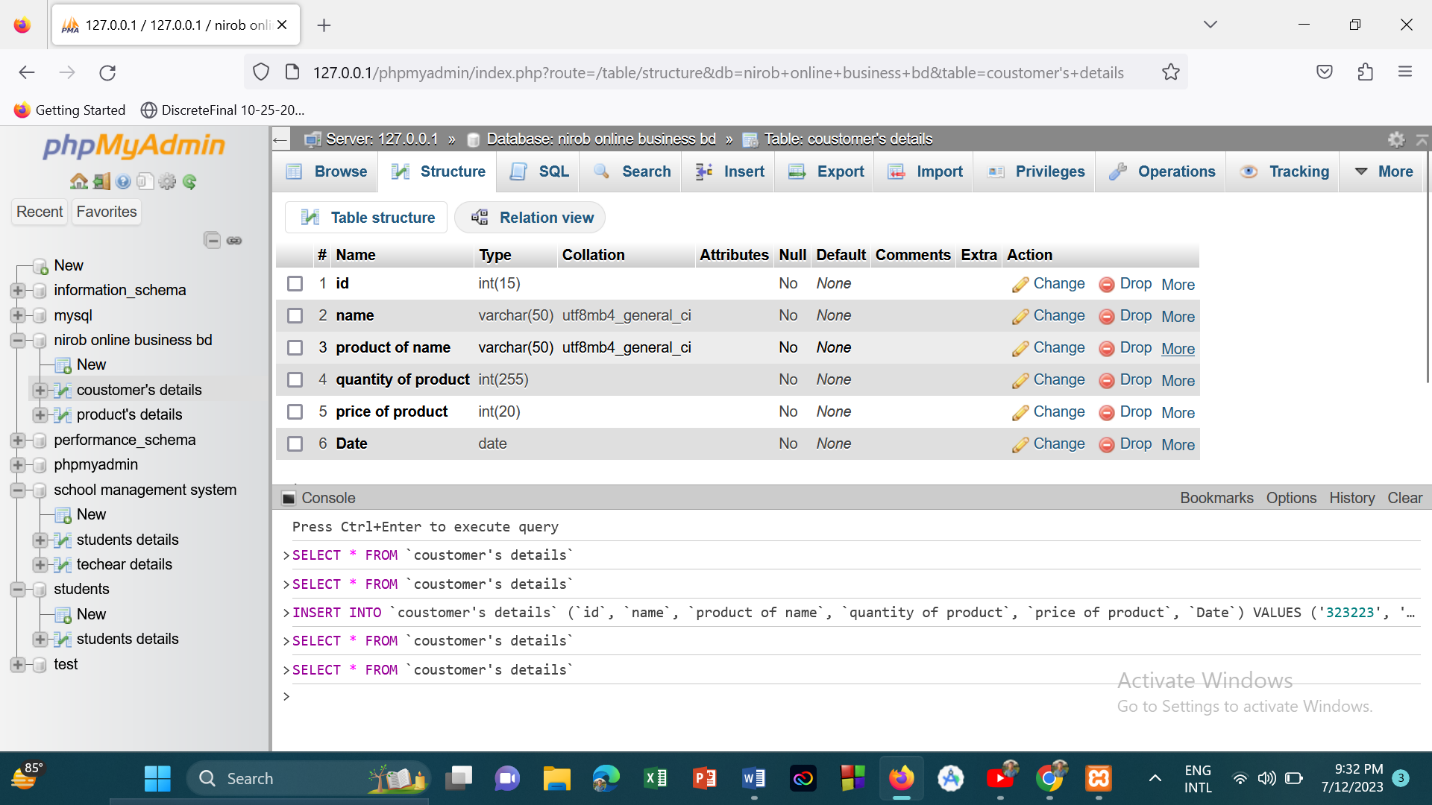 127.0.0.1 / 127.0.0.1 / nirob onli
127.0.0.1/phpmyadmin/index.php?route=/table/structure&db=nirob+online+business+bd&table=coustomer's+details
Getting Started DiscreteFinal 10-25-20...
phpMyAdmin
Recent Favorites
New
information_schema
mysql
nirob online business bd
New
coustomer's details
product's details
performance_schema
phpmyadmin
school management system
New
students details
techear details
students
New
students details
test
Server: 127.0.0.1 » Database: nirob online business bd » Table: coustomer's details
Browse Structure SQL Search Insert Export Import Privileges Operations Tracking More
Table structure Relation view
# Name Type Collation Attributes Null Default Comments Extra Action
1 id int(15) No None Change Drop More
2 name varchar(50) utf8mb4_general_ci No None Change Drop More
3 product of name varchar(50) utf8mb4_general_ci No None Change Drop More
4 quantity of product int(255) No None Change Drop More
5 price of product int(20) No None Change Drop More
6 Date date No None Change Drop More
Console Bookmarks Options History Clear
Press Ctrl+Enter to execute query
>SELECT * FROM `coustomer's details`
>SELECT * FROM `coustomer's details`
>INSERT INTO `coustomer's details` (`id`, `name`, `product of name`, `quantity of product`, `price of product`, `Date`) VALUES ('323223', '...
>SELECT * FROM `coustomer's details`
>SELECT * FROM `coustomer's details`
>
Activate Windows
Go to Settings to activate Windows.
85°
Search
ENG
INTL
9:32 PM
7/12/2023
3